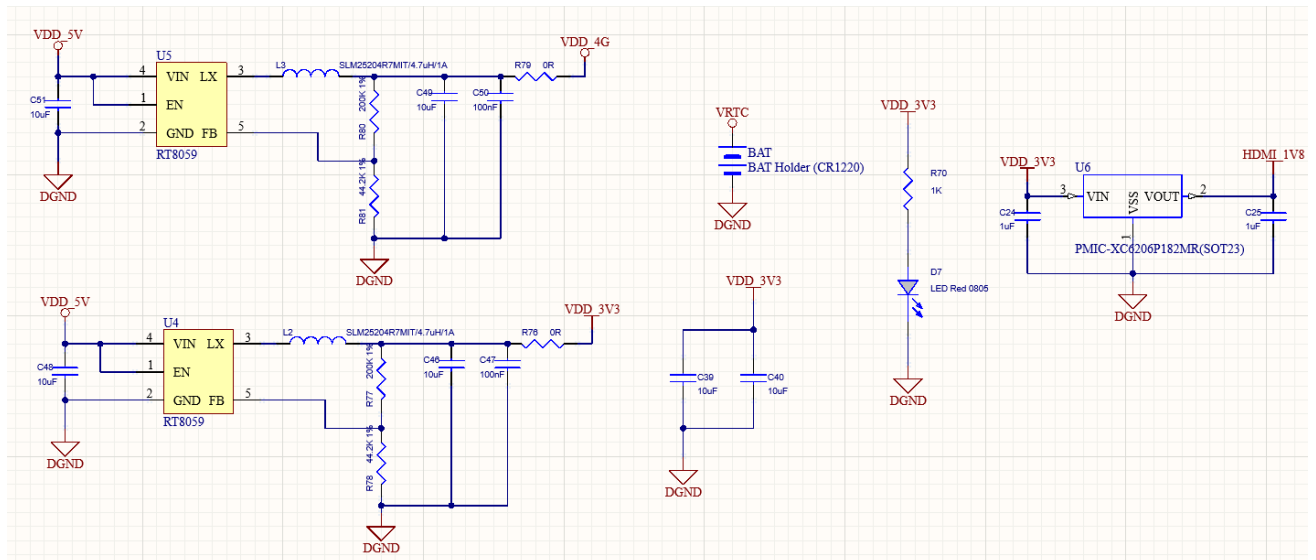 VDD_5V
U5
4 VIN LX 3
1 EN
2 GND FB 5
RT8059
C51
10uF
DGND
L3 SLM25204R7MIT/4.7uH/1A
200K 1%
R80
44.2K 1%
R81
C49
10uF
C50
100nF
R79 0R
VDD_4G
DGND
VRTC
BAT
BAT Holder (CR1220)
DGND
VDD_3V3
R70
1K
D7
LED Red 0805
DGND
VDD_3V3
U6
3 VIN VOUT 2
VSS
1
C24
1uF
HDMI_1V8
C25
1uF
PMIC-XC6206P182MR(SOT23)
DGND
VDD_5V
U4
4 VIN LX 3
1 EN
2 GND FB 5
RT8059
C48
10uF
DGND
L2 SLM25204R7MIT/4.7uH/1A
200K 1%
R77
44.2K 1%
R78
C46
10uF
C47
100nF
R76 0R
VDD_3V3
DGND
VDD_3V3
C39
10uF
C40
10uF
DGND